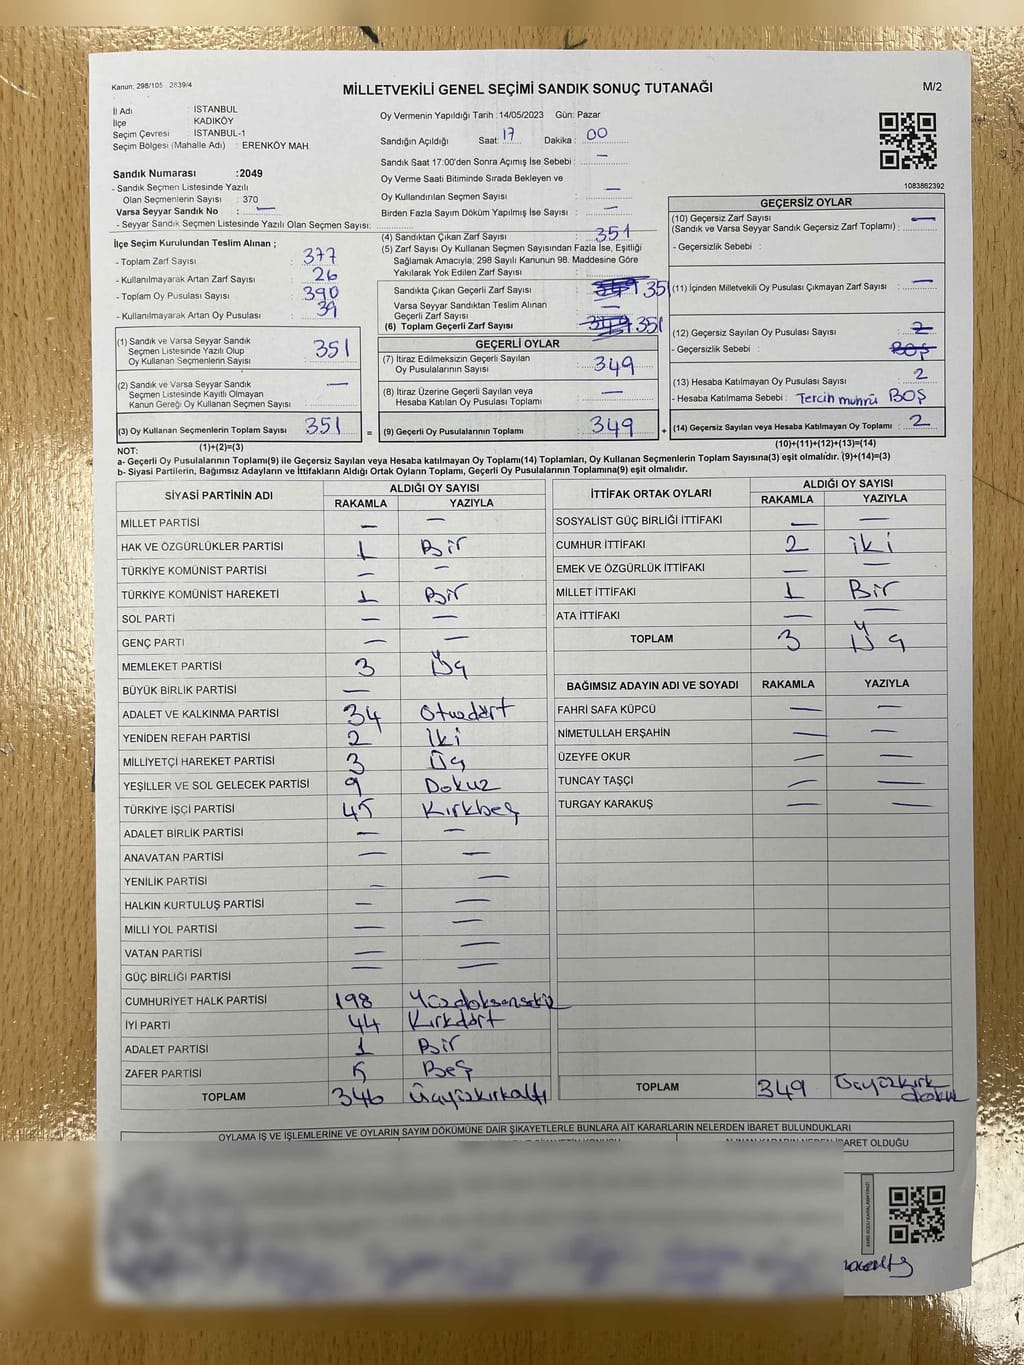 Kanun: 298/105 2839/4
MİLLETVEKİLİ GENEL SEÇİMİ SANDIK SONUÇ TUTANAĞI
M/2
İl Adı : İSTANBUL
İlçe : KADIKÖY
Seçim Çevresi : İSTANBUL-1
Seçim Bölgesi (Mahalle Adı) : ERENKÖY MAH.
Sandık Numarası :2049
- Sandık Seçmen Listesinde Yazılı
Olan Seçmenlerin Sayısı : 370
Varsa Seyyar Sandık No : —
- Seyyar Sandık Seçmen Listesinde Yazılı Olan Seçmen Sayısı:
Oy Vermenin Yapıldığı Tarih : 14/05/2023 Gün: Pazar
Sandığın Açıldığı Saat: 17 Dakika : 00
Sandık Saat 17:00'den Sonra Açımış İse Sebebi : —
Oy Verme Saati Bitiminde Sırada Bekleyen ve
Oy Kullandırılan Seçmen Sayısı : —
Birden Fazla Sayım Döküm Yapılmış İse Sayısı : —
1083862392
İlçe Seçim Kurulundan Teslim Alınan ;
- Toplam Zarf Sayısı : 377
- Kullanılmayarak Artan Zarf Sayısı : 26
- Toplam Oy Pusulası Sayısı : 390
- Kullanılmayarak Artan Oy Pusulası : 39
(1) Sandık ve Varsa Seyyar Sandık
Seçmen Listesinde Yazılı Olup
Oy Kullanan Seçmenlerin Sayısı : 351
(2) Sandık ve Varsa Seyyar Sandık
Seçmen Listesinde Kayıtlı Olmayan
Kanun Gereği Oy Kullanan Seçmen Sayısı : —
(3) Oy Kullanan Seçmenlerin Toplam Sayısı : 351
(1)+(2)=(3)
(4) Sandıktan Çıkan Zarf Sayısı : 351
(5) Zarf Sayısı Oy Kullanan Seçmen Sayısından Fazla İse, Eşitliği
Sağlamak Amacıyla; 298 Sayılı Kanunun 98. Maddesine Göre
Yakılarak Yok Edilen Zarf Sayısı :
Sandıkta Çıkan Geçerli Zarf Sayısı : 349 351
Varsa Seyyar Sandıktan Teslim Alınan
Geçerli Zarf Sayısı : —
(6) Toplam Geçerli Zarf Sayısı : 349 351
GEÇERLİ OYLAR
(7) İtiraz Edilmeksizin Geçerli Sayılan
Oy Pusulalarının Sayısı : 349
(8) İtiraz Üzerine Geçerli Sayılan veya
Hesaba Katılan Oy Pusulası Toplamı : —
= (9) Geçerli Oy Pusulalarının Toplamı : 349
GEÇERSİZ OYLAR
(10) Geçersiz Zarf Sayısı —
(Sandık ve Varsa Seyyar Sandık Geçersiz Zarf Toplamı) :
- Geçersizlik Sebebi :
(11) İçinden Milletvekili Oy Pusulası Çıkmayan Zarf Sayısı : —
(12) Geçersiz Sayılan Oy Pusulası Sayısı : 2
- Geçersizlik Sebebi : BOŞ
(13) Hesaba Katılmayan Oy Pusulası Sayısı : 2
- Hesaba Katılmama Sebebi : Tercih mührü BOŞ
+ (14) Geçersiz Sayılan veya Hesaba Katılmayan Oy Toplamı : 2
(10)+(11)+(12)+(13)=(14)
NOT:
a- Geçerli Oy Pusulalarının Toplamı(9) ile Geçersiz Sayılan veya Hesaba katılmayan Oy Toplamı(14) Toplamları, Oy Kullanan Seçmenlerin Toplam Sayısına(3) eşit olmalıdır. (9)+(14)=(3)
b- Siyasi Partilerin, Bağımsız Adayların ve İttifakların Aldığı Ortak Oyların Toplamı, Geçerli Oy Pusulalarının Toplamına(9) eşit olmalıdır.
SİYASİ PARTİNİN ADI ALDIĞI OY SAYISI
RAKAMLA YAZIYLA
MİLLET PARTİSİ — —
HAK VE ÖZGÜRLÜKLER PARTİSİ 1 Bir
TÜRKİYE KOMÜNİST PARTİSİ — —
TÜRKİYE KOMÜNİST HAREKETİ 1 Bir
SOL PARTİ — —
GENÇ PARTİ — —
MEMLEKET PARTİSİ 3 Üç
BÜYÜK BİRLİK PARTİSİ —
ADALET VE KALKINMA PARTİSİ 34 Otuzdört
YENİDEN REFAH PARTİSİ 2 İki
MİLLİYETÇİ HAREKET PARTİSİ 3 Üç
YEŞİLLER VE SOL GELECEK PARTİSİ 9 Dokuz
TÜRKİYE İŞÇİ PARTİSİ 45 Kırkbeş
ADALET BİRLİK PARTİSİ — —
ANAVATAN PARTİSİ — —
YENİLİK PARTİSİ — —
HALKIN KURTULUŞ PARTİSİ — —
MİLLİ YOL PARTİSİ — —
VATAN PARTİSİ — —
GÜÇ BİRLİĞİ PARTİSİ — —
CUMHURİYET HALK PARTİSİ 198 Yüzdoksansekiz
İYİ PARTİ 44 Kırkdört
ADALET PARTİSİ 1 Bir
ZAFER PARTİSİ 5 Beş
TOPLAM 346 Üçyüzkırkaltı
İTTİFAK ORTAK OYLARI ALDIĞI OY SAYISI
RAKAMLA YAZIYLA
SOSYALİST GÜÇ BİRLİĞİ İTTİFAKI — —
CUMHUR İTTİFAKI 2 iki
EMEK VE ÖZGÜRLÜK İTTİFAKI — —
MİLLET İTTİFAKI 1 Bir
ATA İTTİFAKI — —
TOPLAM 3 Üç
BAĞIMSIZ ADAYIN ADI VE SOYADI RAKAMLA YAZIYLA
FAHRİ SAFA KÜPCÜ — —
NİMETULLAH ERŞAHİN — —
ÜZEYFE OKUR — —
TUNCAY TAŞÇI — —
TURGAY KARAKUŞ — —
TOPLAM 349 Üçyüzkırk
dokuz
OYLAMA İŞ VE İŞLEMLERİNE VE OYLARIN SAYIM DÖKÜMÜNE DAİR ŞİKAYETLERLE BUNLARA AİT KARARLARIN NELERDEN İBARET BULUNDUKLARI
ALINAN KARARIN NEDEN İBARET OLDUĞU